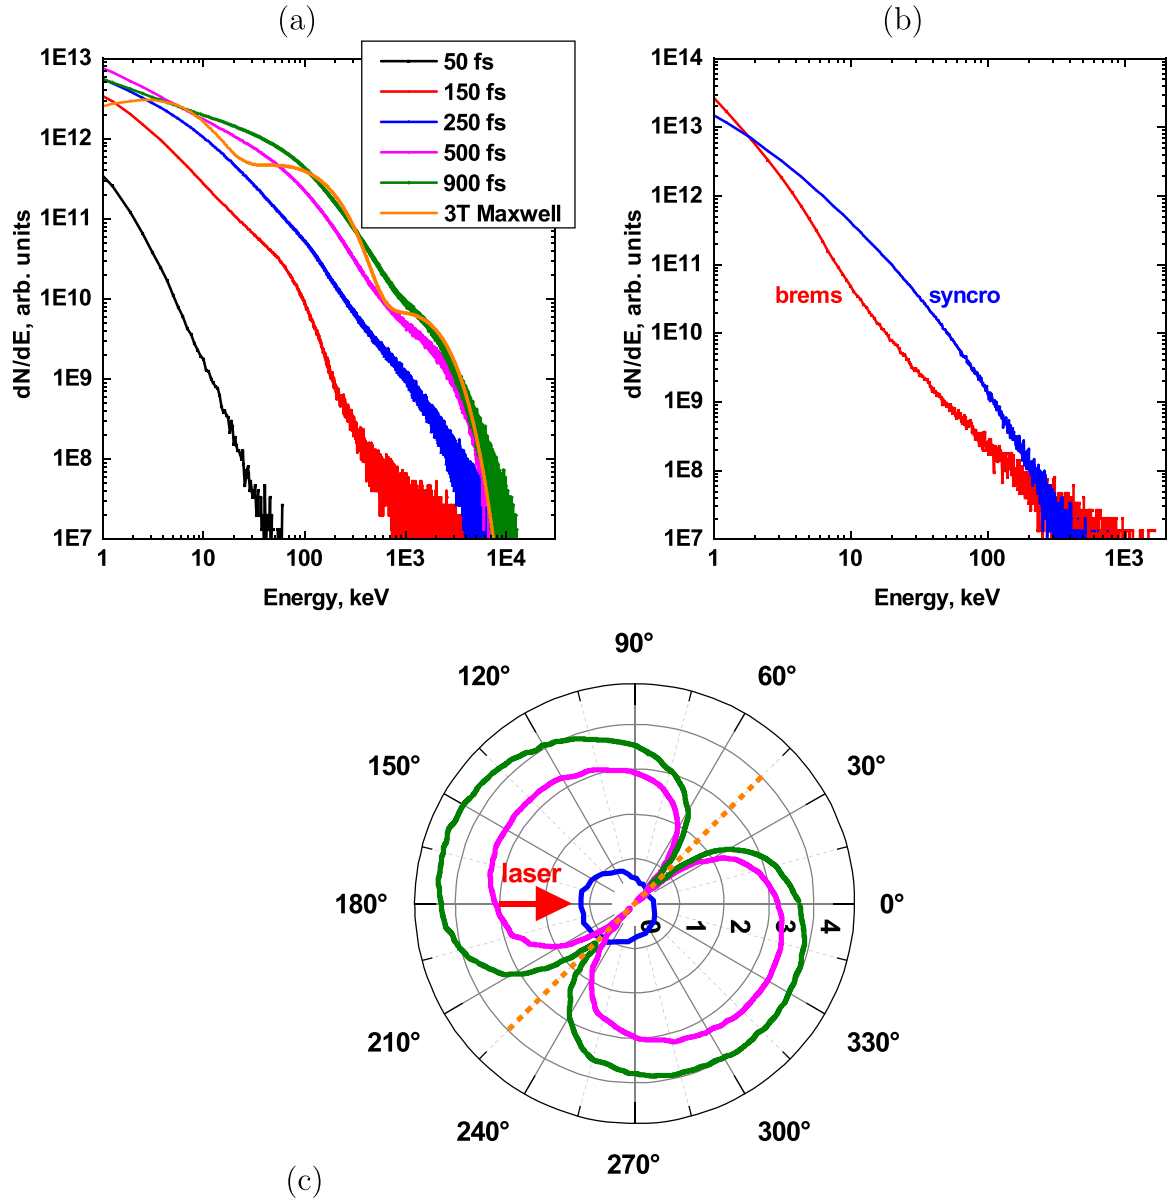 (a)
1E13
1E12
1E11
1E10
1E9
1E8
1E7
dN/dE, arb. units
1
10
100
1E3
1E4
Energy, keV
50 fs
150 fs
250 fs
500 fs
900 fs
3T Maxwell
(b)
1E14
1E13
1E12
1E11
1E10
1E9
1E8
1E7
dN/dE, arb. units
brems
syncro
1
10
100
1E3
Energy, keV
90°
120°
60°
150°
30°
laser
180°
0
1
2
3
4
0°
210°
330°
240°
300°
270°
(c)